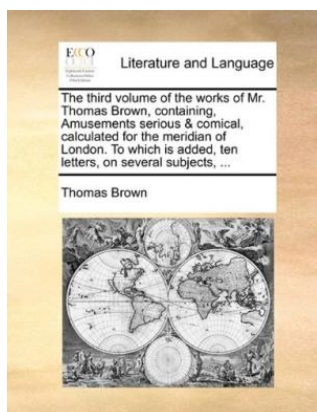 ECCO
Literature and Language
The third volume of the works of Mr.
Thomas Brown, containing,
Amusements serious & comical,
calculated for the meridian of
London. To which is added, ten
letters, on several subjects, ...
Thomas Brown